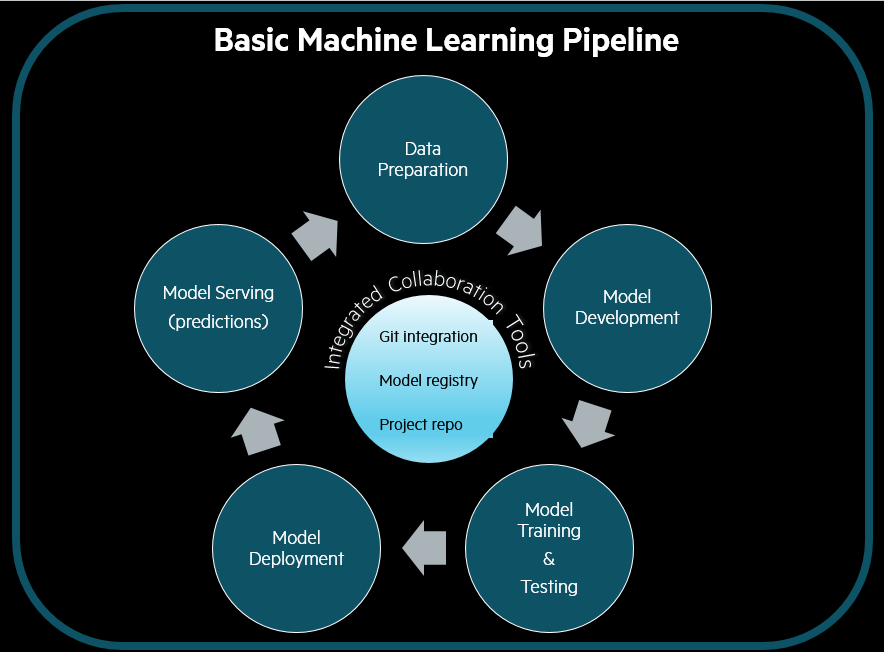 Basic Machine Learning Pipeline
Data
Preparation
Model
Development
Model
Training
&
Testing
Model
Deployment
Model Serving
(predictions)
Integrated Collaboration Tools
Git integration
Model registry
Project repo